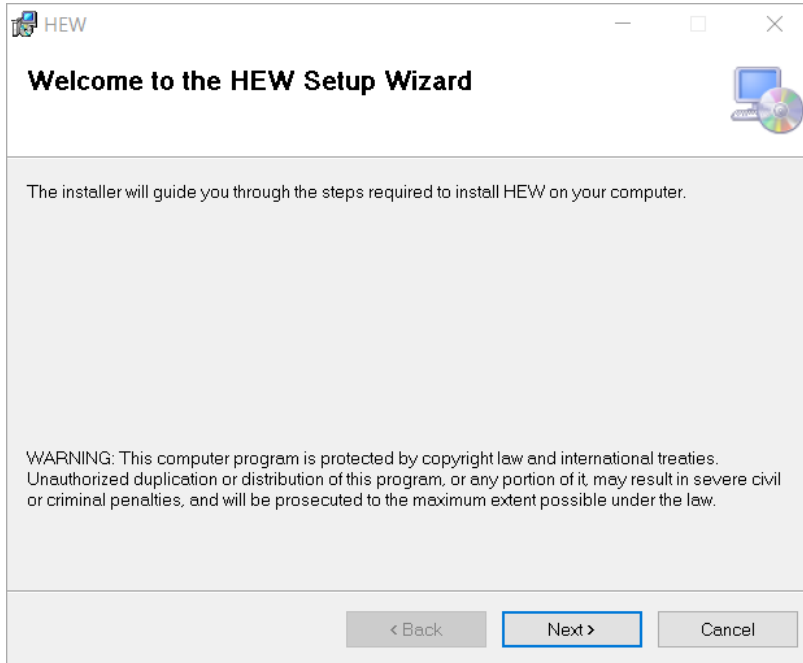 HEW
Welcome to the HEW Setup Wizard
The installer will guide you through the steps required to install HEW on your computer.
WARNING: This computer program is protected by copyright law and international treaties.
Unauthorized duplication or distribution of this program, or any portion of it, may result in severe civil
or criminal penalties, and will be prosecuted to the maximum extent possible under the law.
< Back
Next >
Cancel